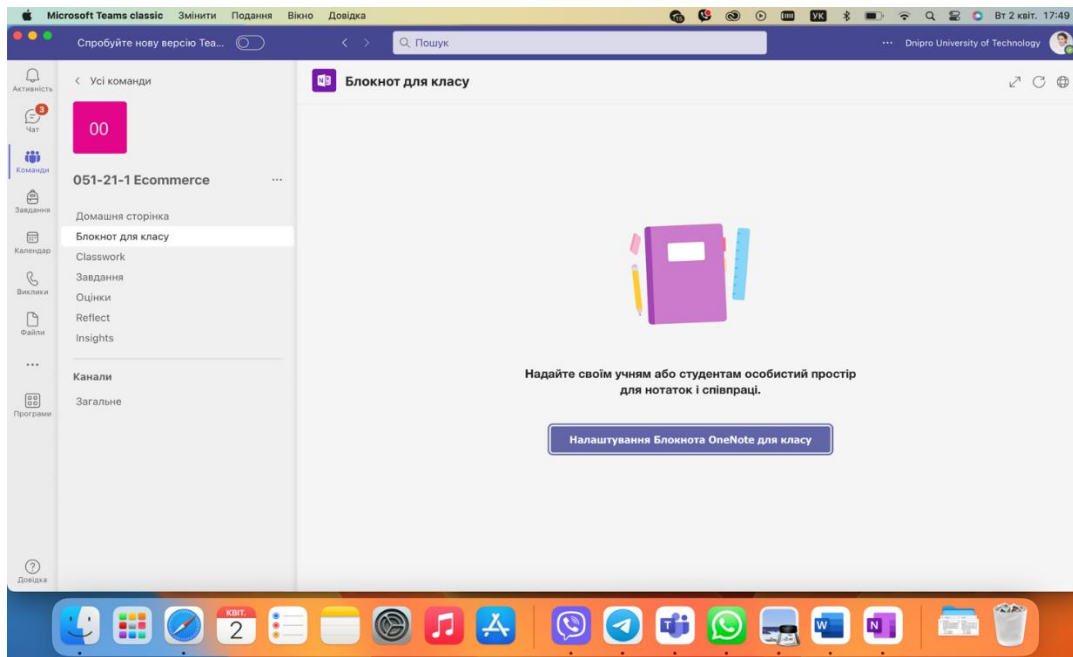 Microsoft Teams classic Змінити Подання Вікно Довідка УК Вт 2 квіт. 17:49
Спробуйте нову версію Tea... Пошук ... Dnipro University of Technology
Активність
3
Чат
Команди
Завдання
Календар
Виклики
Файли
...
Програми
Довідка
Усі команди
00
051-21-1 Ecommerce ...
Домашня сторінка
Блокнот для класу
Classwork
Завдання
Оцінки
Reflect
Insights
Канали
Загальне
N Блокнот для класу
Надайте своїм учням або студентам особистий простір
для нотаток і співпраці.
Налаштування Блокнота OneNote для класу
КВІТ.
2
W
N